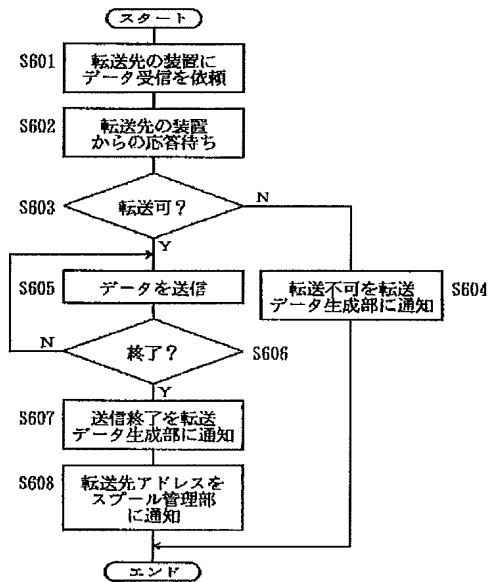 スタート
S601
転送先の装置に
データ受信を依頼
S602
転送先の装置
からの応答待ち
S603
転送可?
N
Y
S605
データを送信
転送不可を転送
データ生成部に通知
S604
N
終了?
S606
Y
S607
送信終了を転送
データ生成部に通知
S608
転送先アドレスを
スプール管理部
に通知
エンド